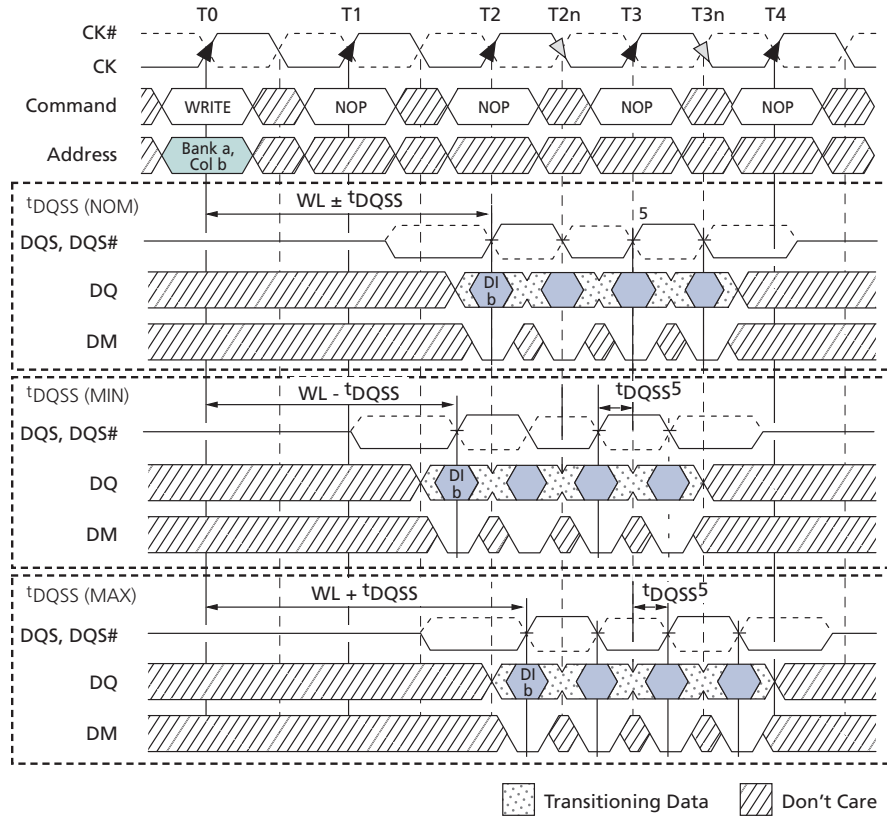 T0 T1 T2 T2n T3 T3n T4
CK#
CK
Command WRITE NOP NOP NOP NOP
Address Bank a, Col b
tDQSS (NOM)
WL ± tDQSS
5
DQS, DQS#
DQ DI b
DM
tDQSS (MIN)
WL - tDQSS tDQSS5
DQS, DQS#
DQ DI b
DM
tDQSS (MAX)
WL + tDQSS tDQSS5
DQS, DQS#
DQ DI b
DM
Transitioning Data Don't Care